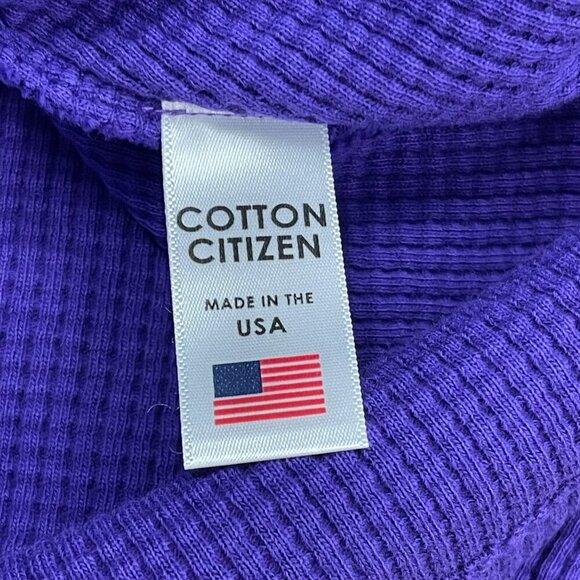 COTTON
CITIZEN
MADE IN THE
USA